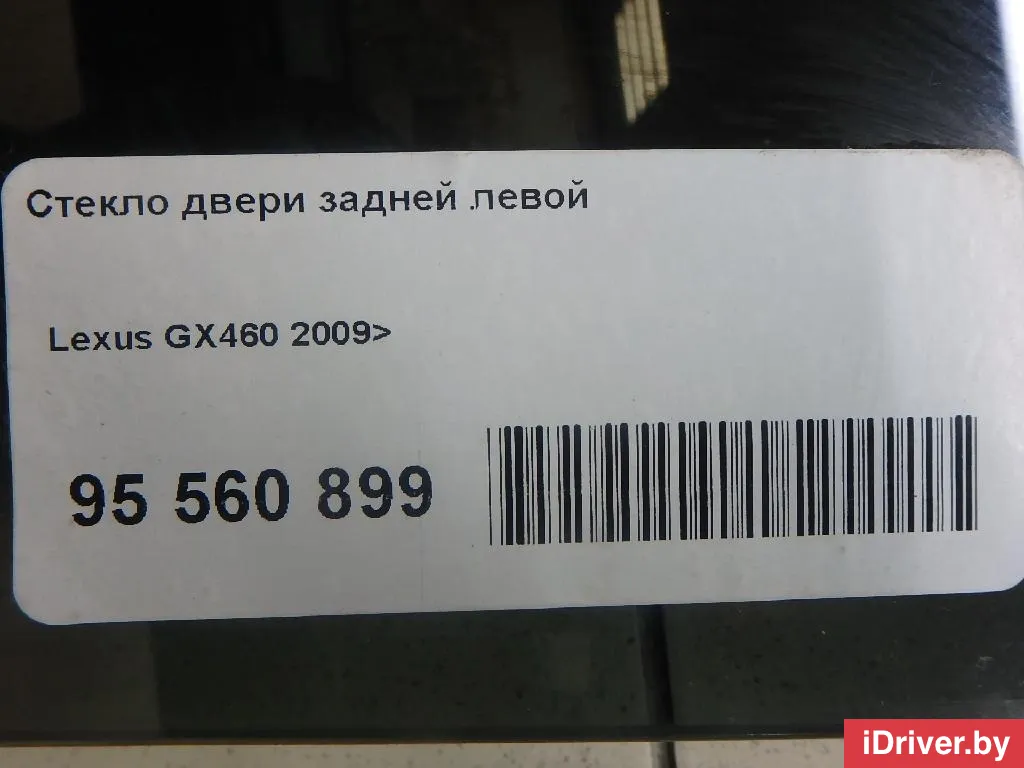 Стекло двери задней левой
Lexus GX460 2009>
95 560 899
iDriver.by